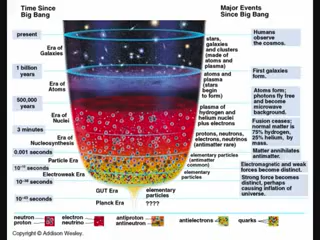 Time Since
Big Bang
Major Events
Since Big Bang
present
Era of
Galaxies
stars,
galaxies
and clusters
(made of
atoms and
plasma)
Humans
observe
the cosmos.
1 billion
years
Era of
Atoms
atoms and
plasma
(stars
begin
to form)
First galaxies
form.
500,000
years
Era of
Nuclei
plasma of
hydrogen and
helium nuclei
plus electrons
Atoms form;
photons fly free
and become
microwave
background.
3 minutes
Era of
Nucleosynthesis
protons, neutrons,
electrons, neutrinos
(antimatter rare)
Fusion ceases;
normal matter is
75% hydrogen,
25% helium, by
mass.
0.001 seconds
Particle Era
elementary particles
(antimatter
common)
Matter annihilates
antimatter.
Electroweak Era
elementary
particles
Electromagnetic and weak
forces become distinct.
GUT Era
elementary
particles
Strong force becomes
distinct, perhaps
causing inflation of
universe.
Planck Era
????
neutron
proton
electron
neutrino
antiproton
antineutron
antielectrons
quarks
Copyright © Addison Wesley.